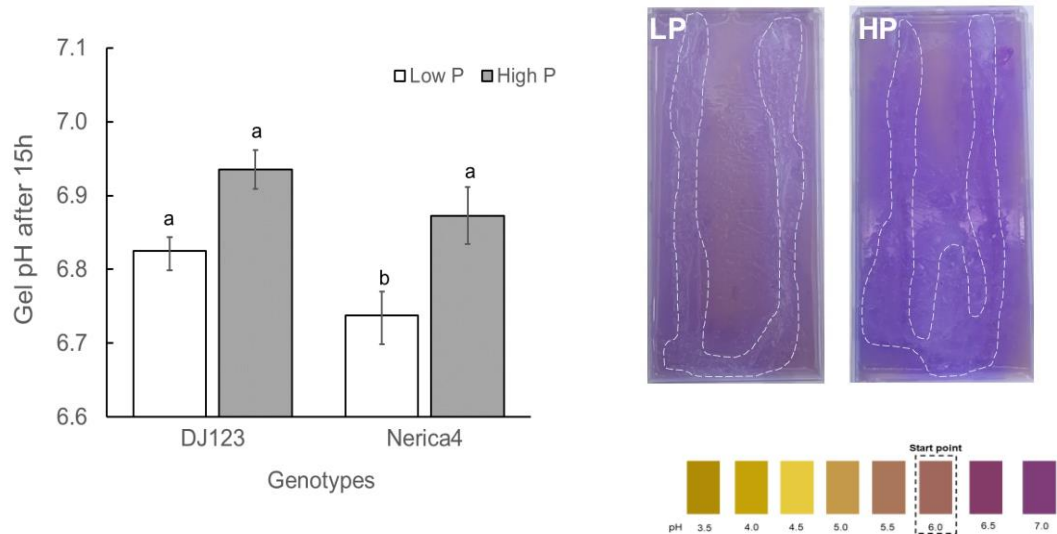 7.1
7.0
6.9
6.8
6.7
6.6
Gel pH after 15h
Low P High P
a
a
b
a
DJ123 Nerica4
Genotypes
LP HP
Start point
pH 3.5 4.0 4.5 5.0 5.5 6.0 6.5 7.0